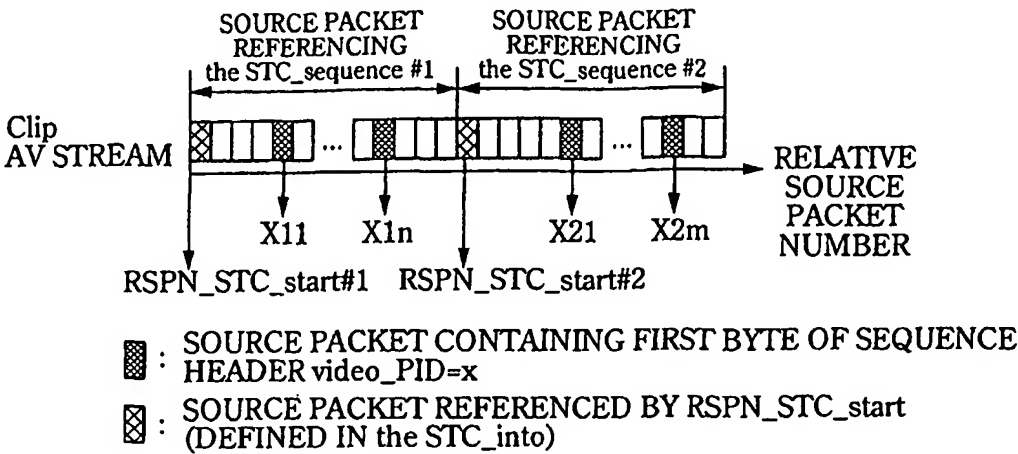 SOURCE PACKET
REFERENCING
the STC_sequence #1
SOURCE PACKET
REFERENCING
the STC_sequence #2
Clip
AV STREAM
...
...
RELATIVE
SOURCE
PACKET
NUMBER
X11
X1n
X21
X2m
RSPN_STC_start#1
RSPN_STC_start#2
: SOURCE PACKET CONTAINING FIRST BYTE OF SEQUENCE
HEADER video_PID=x
: SOURCE PACKET REFERENCED BY RSPN_STC_start
(DEFINED IN the STC_into)